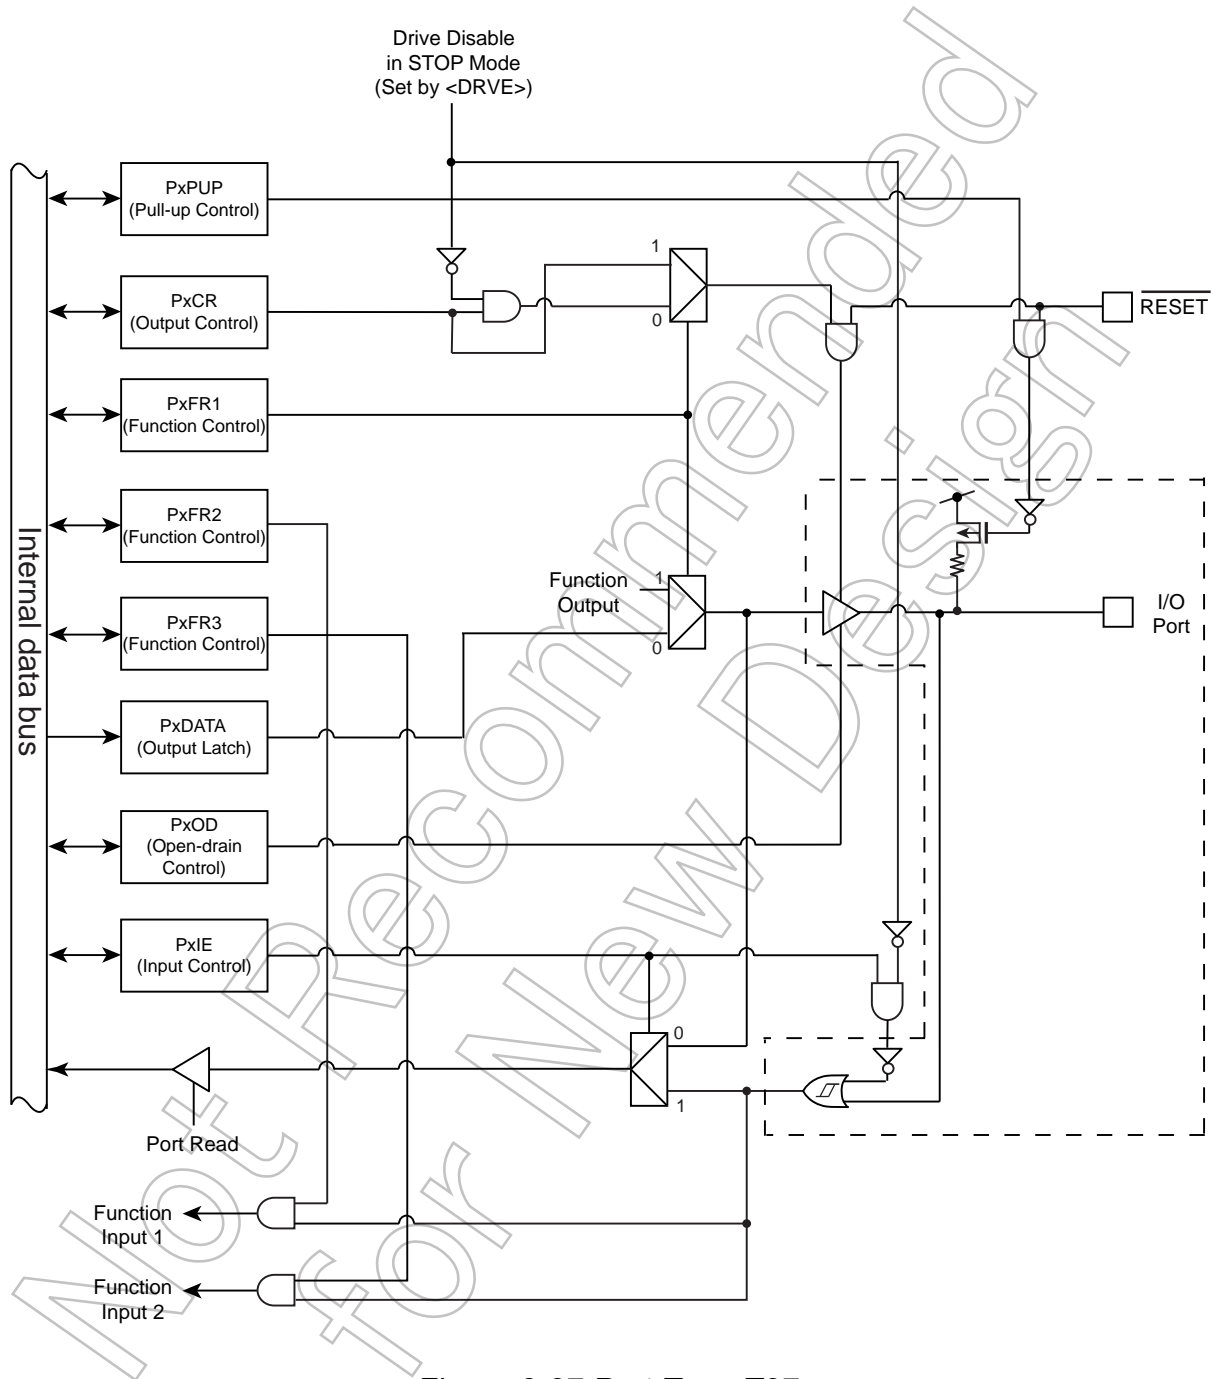 Drive Disable
in STOP Mode
(Set by <DRVE>)
PxPUP
(Pull-up Control)
1
PxCR
(Output Control)
0
RESET
PxFR1
(Function Control)
PxFR2
(Function Control)
Internal data bus
Function
Output
1
0
I/O
Port
PxFR3
(Function Control)
PxDATA
(Output Latch)
PxOD
(Open-drain
Control)
PxIE
(Input Control)
0
1
Port Read
Function
Input 1
Function
Input 2
Not Recommended
for New Design